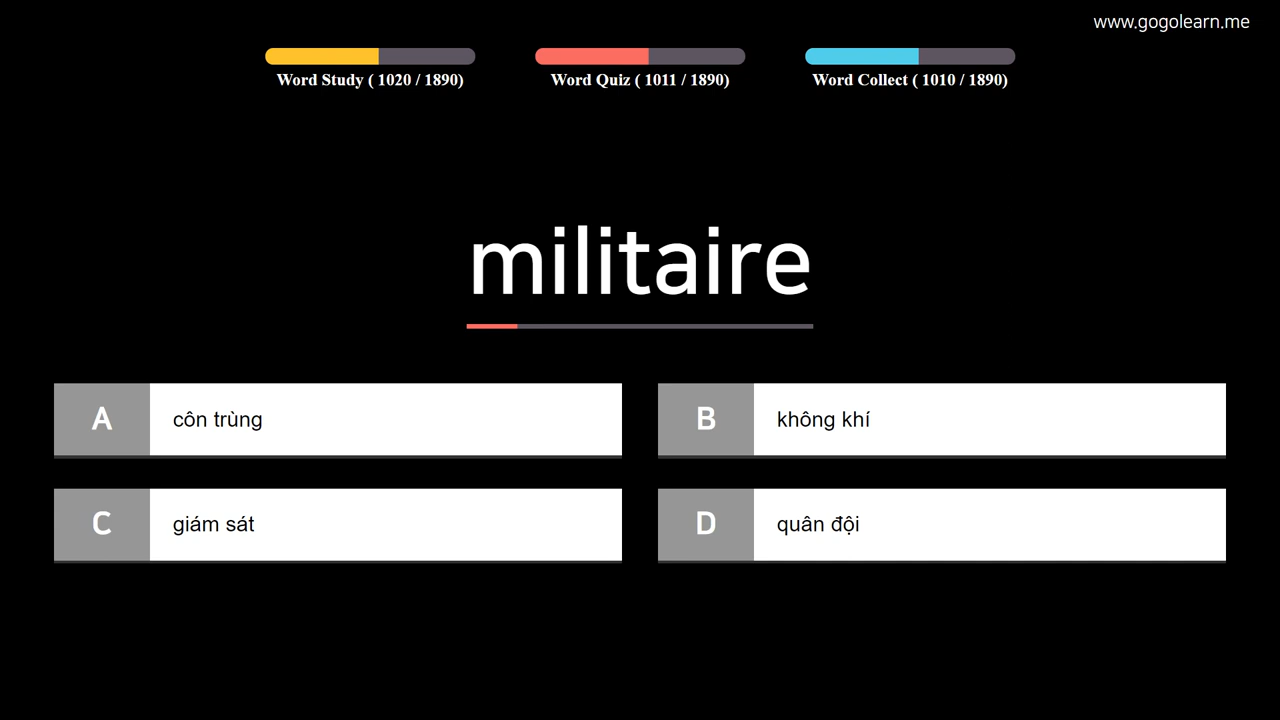 www.gogolearn.me
Word Study ( 1020 / 1890)
Word Quiz ( 1011 / 1890)
Word Collect ( 1010 / 1890)
militaire
A
côn trùng
B
không khí
C
giám sát
D
quân đội